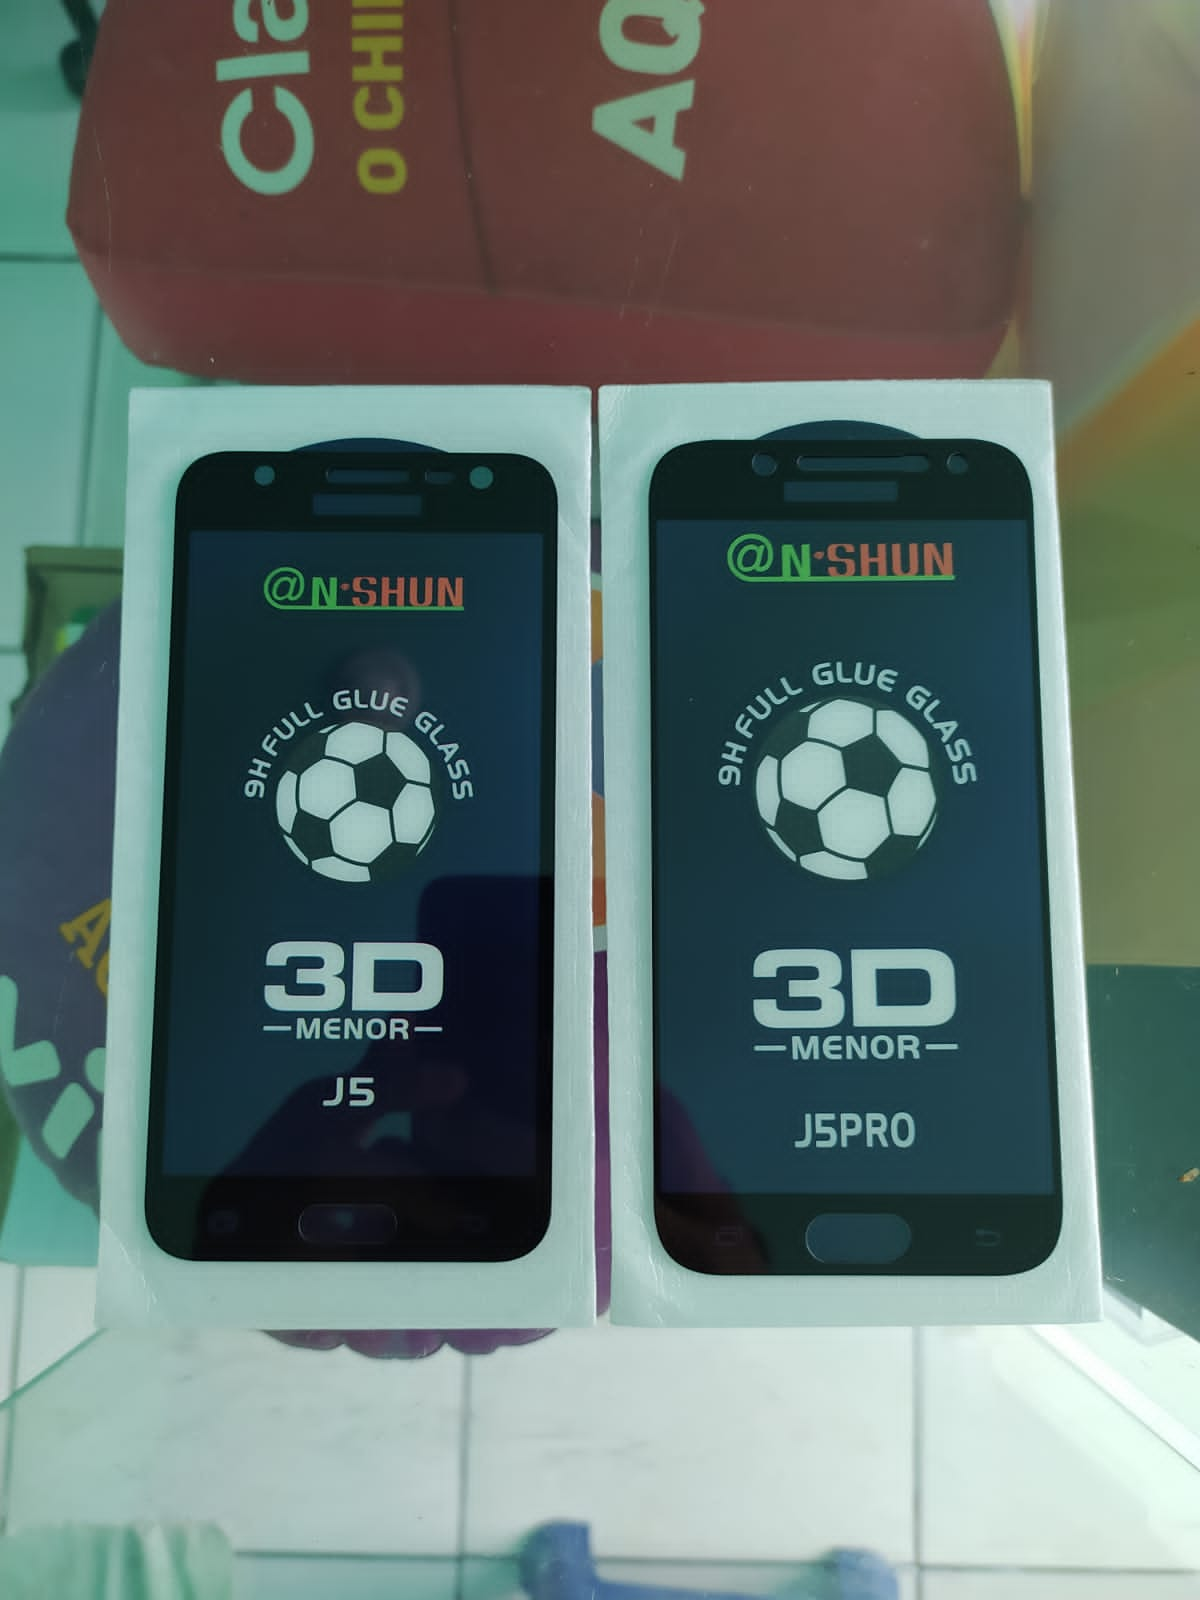 Cla
O CHI
AQ
@N·SHUN
9H FULL GLUE GLASS
3D
MENOR
J5
@N·SHUN
9H FULL GLUE GLASS
3D
MENOR
J5PRO